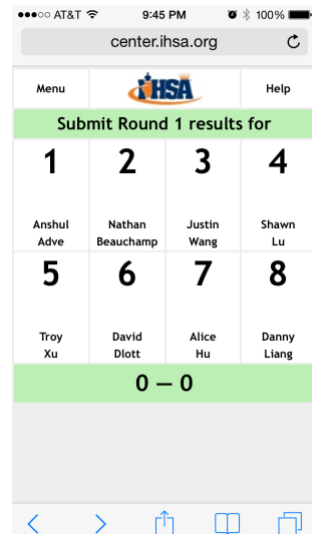 AT&T 9:45 PM 100%
center.ihsa.org
Menu IHSA Help
Submit Round 1 results for
1 2 3 4
Anshul Nathan Justin Shawn
Adve Beauchamp Wang Lu
5 6 7 8
Troy David Alice Danny
Xu Dlott Hu Liang
0 – 0